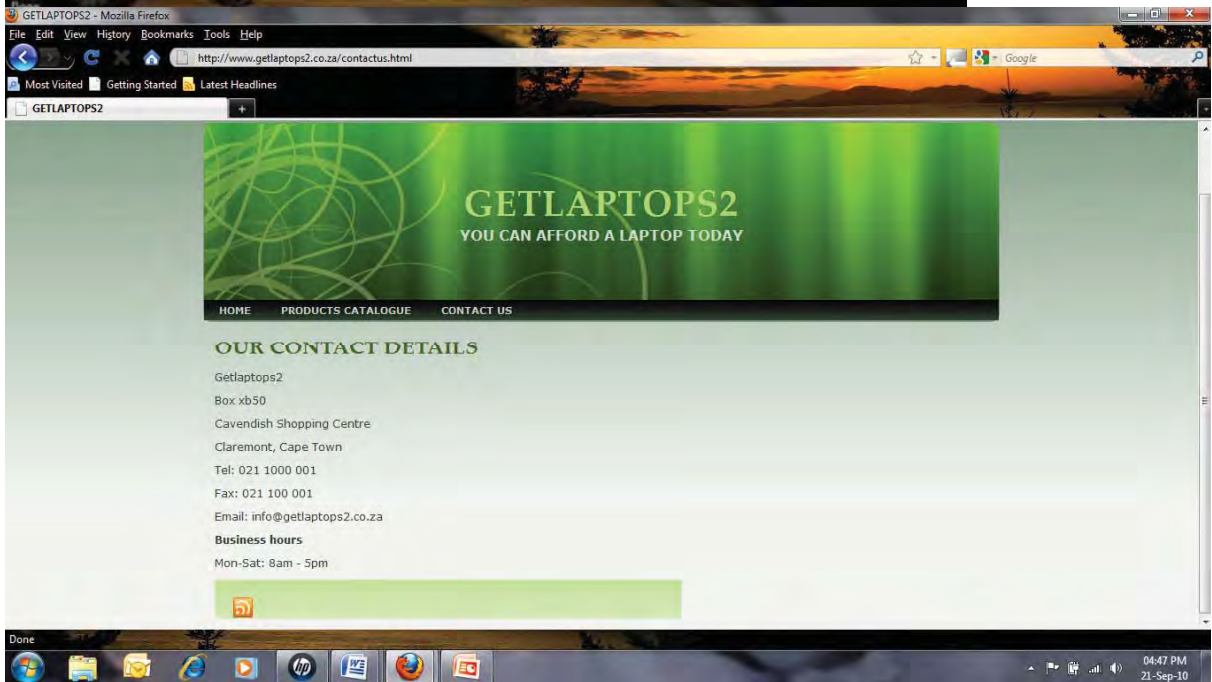 GETLAPTOPS2 - Mozilla Firefox
File Edit View History Bookmarks Tools Help
http://www.getlaptops2.co.za/contactus.html
Google
Most Visited Getting Started Latest Headlines
GETLAPTOPS2
GETLAPTOPS2
YOU CAN AFFORD A LAPTOP TODAY
HOME PRODUCTS CATALOGUE CONTACT US
OUR CONTACT DETAILS
Getlaptops2
Box xb50
Cavendish Shopping Centre
Claremont, Cape Town
Tel: 021 1000 001
Fax: 021 100 001
Email: info@getlaptops2.co.za
Business hours
Mon-Sat: 8am - 5pm
Done
04:47 PM
21-Sep-10